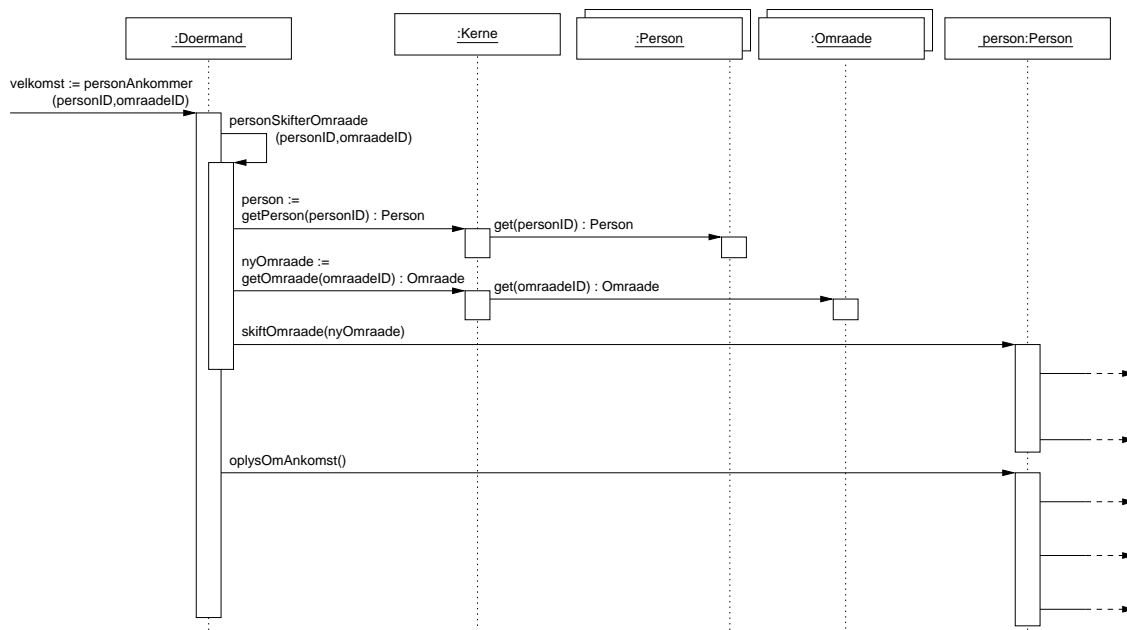 :Doermand
:Kerne
:Person
:Omraade
person:Person
velkomst := personAnkommer
(personID,omraadeID)
personSkifterOmraade
(personID,omraadeID)
person :=
getPerson(personID) : Person
get(personID) : Person
nyOmraade :=
getOmraade(omraadeID) : Omraade
get(omraadeID) : Omraade
skiftOmraade(nyOmraade)
oplysOmAnkomst()